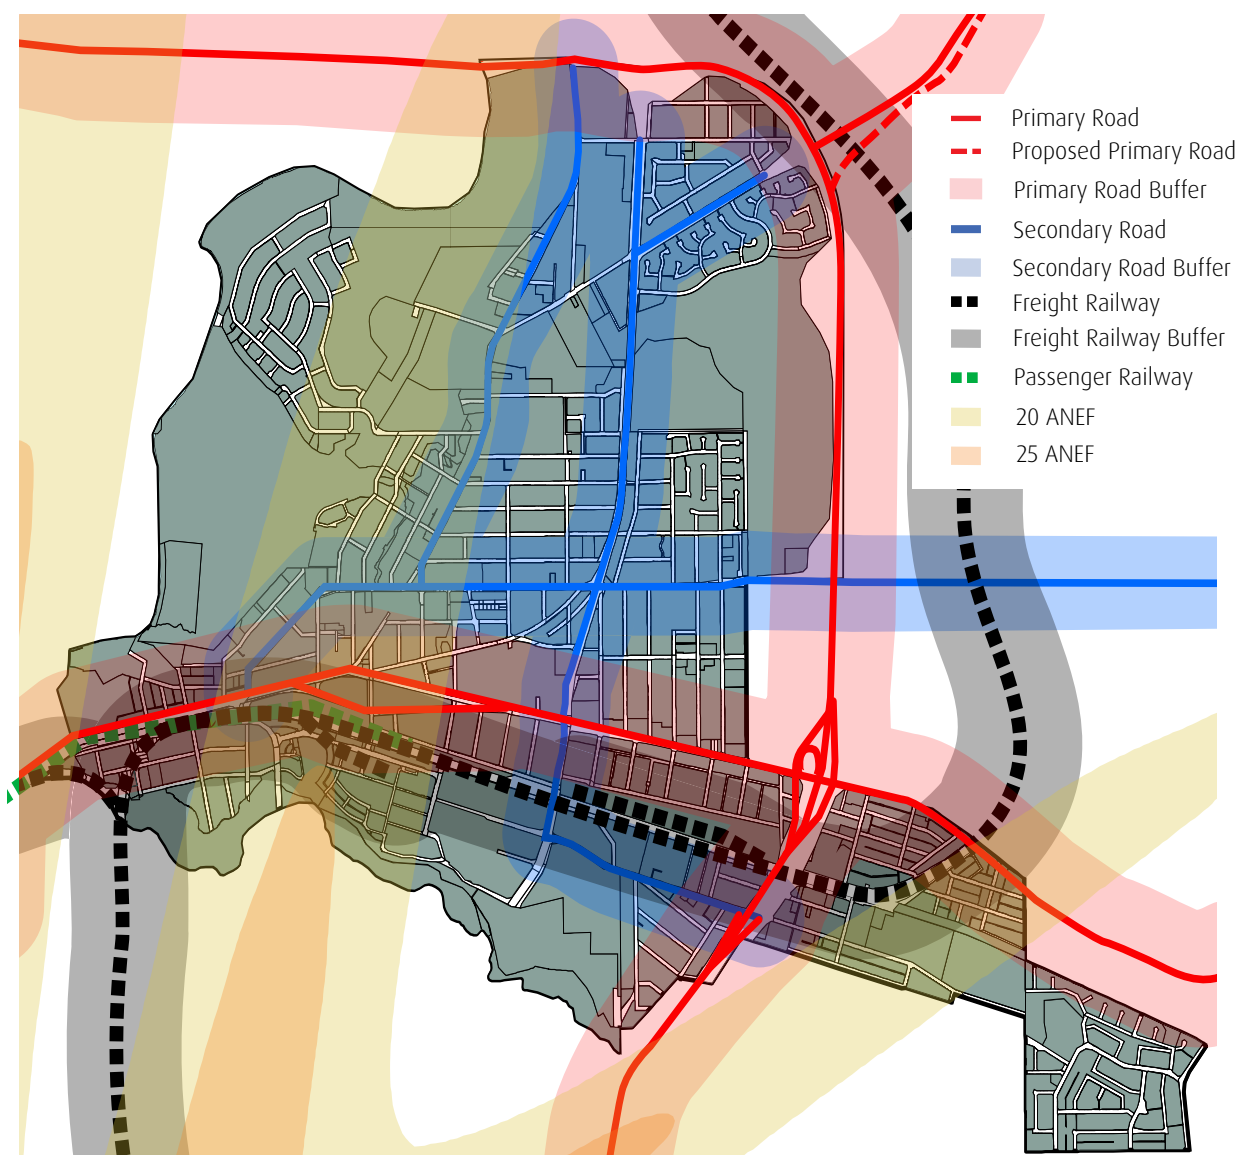 Primary Road
Proposed Primary Road
Primary Road Buffer
Secondary Road
Secondary Road Buffer
Freight Railway
Freight Railway Buffer
Passenger Railway
20 ANEF
25 ANEF